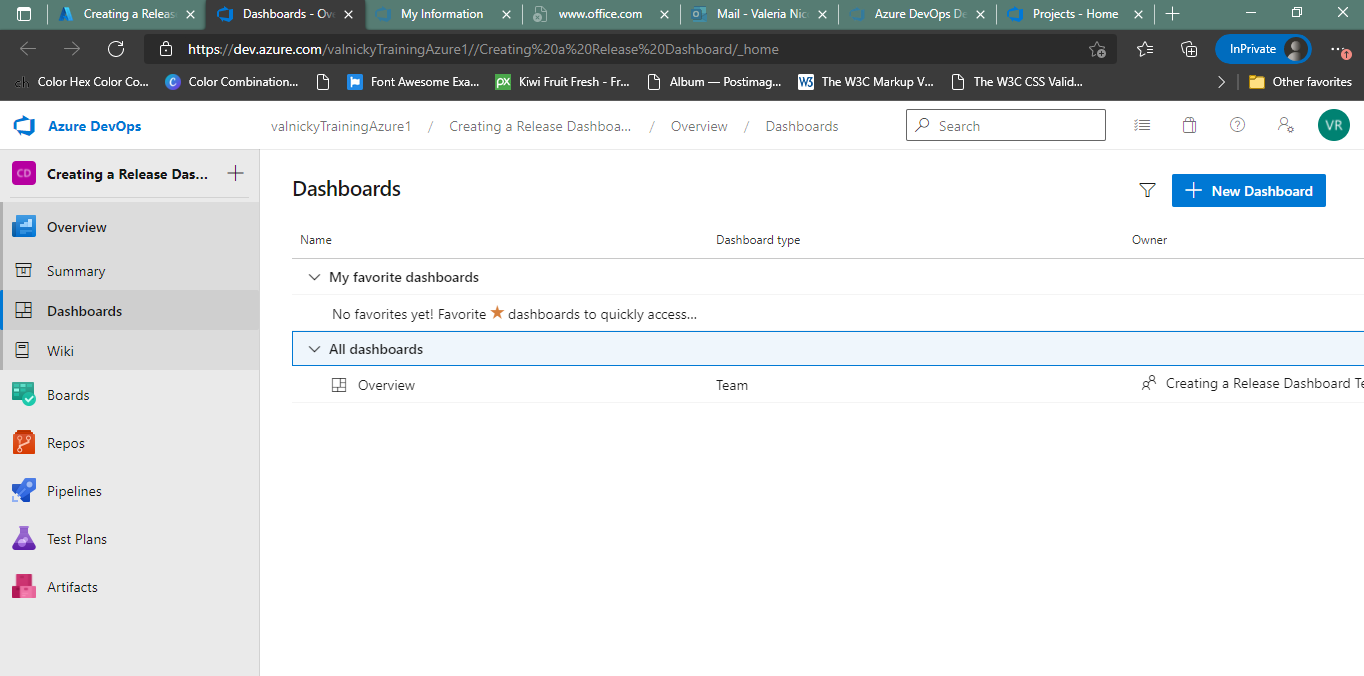 Creating a Releas
Dashboards - Ov
My Information
www.office.com
Mail - Valeria Nic
Azure DevOps De
Projects - Home
https://dev.azure.com/valnickyTrainingAzure1//Creating%20a%20Release%20Dashboard/_home
InPrivate
ch Color Hex Color Co...
C Color Combination...
Font Awesome Exa...
px Kiwi Fruit Fresh - Fr...
Album — Postimag...
W3 The W3C Markup V...
The W3C CSS Valid...
Other favorites
Azure DevOps
valnickyTrainingAzure1 / Creating a Release Dashboa... / Overview / Dashboards
Search
VR
CD Creating a Release Das...
Overview
Summary
Dashboards
Wiki
Boards
Repos
Pipelines
Test Plans
Artifacts
Dashboards
New Dashboard
Name Dashboard type Owner
My favorite dashboards
No favorites yet! Favorite ★ dashboards to quickly access...
All dashboards
Overview Team Creating a Release Dashboard Te